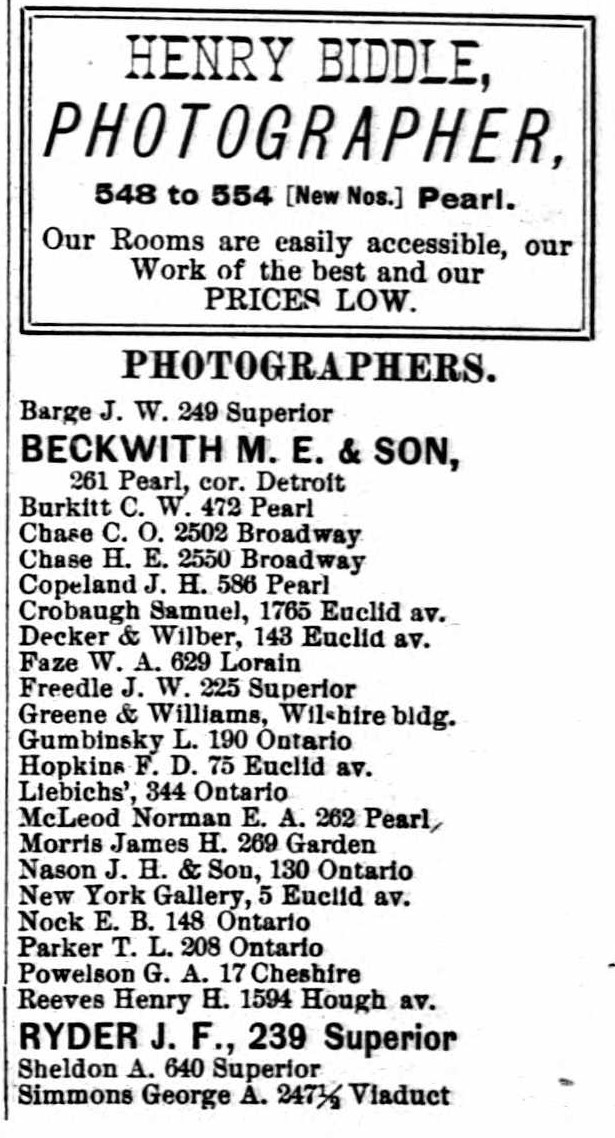 HENRY BIDDLE,
PHOTOGRAPHER,
548 to 554 [New Nos.] Pearl.
Our Rooms are easily accessible, our
Work of the best and our
PRICES LOW.
PHOTOGRAPHERS.
Barge J. W. 249 Superior
BECKWITH M. E. & SON,
261 Pearl, cor. Detroit
Burkitt C. W. 472 Pearl
Chase C. O. 2502 Broadway
Chase H. E. 2550 Broadway
Copeland J. H. 586 Pearl
Crobaugh Samuel, 1765 Euclid av.
Decker & Wilber, 143 Euclid av.
Faze W. A. 629 Lorain
Freedle J. W. 225 Superior
Greene & Williams, Wilshire bldg.
Gumbinsky L. 190 Ontario
Hopkins F. D. 75 Euclid av.
Liebichs', 344 Ontario
McLeod Norman E. A. 262 Pearl,
Morris James H. 269 Garden
Nason J. H. & Son, 130 Ontario
New York Gallery, 5 Euclid av.
Nock E. B. 148 Ontario
Parker T. L. 208 Ontario
Powelson G. A. 17 Cheshire
Reeves Henry H. 1594 Hough av.
RYDER J. F., 239 Superior
Sheldon A. 640 Superior
Simmons George A. 247½ Viaduct